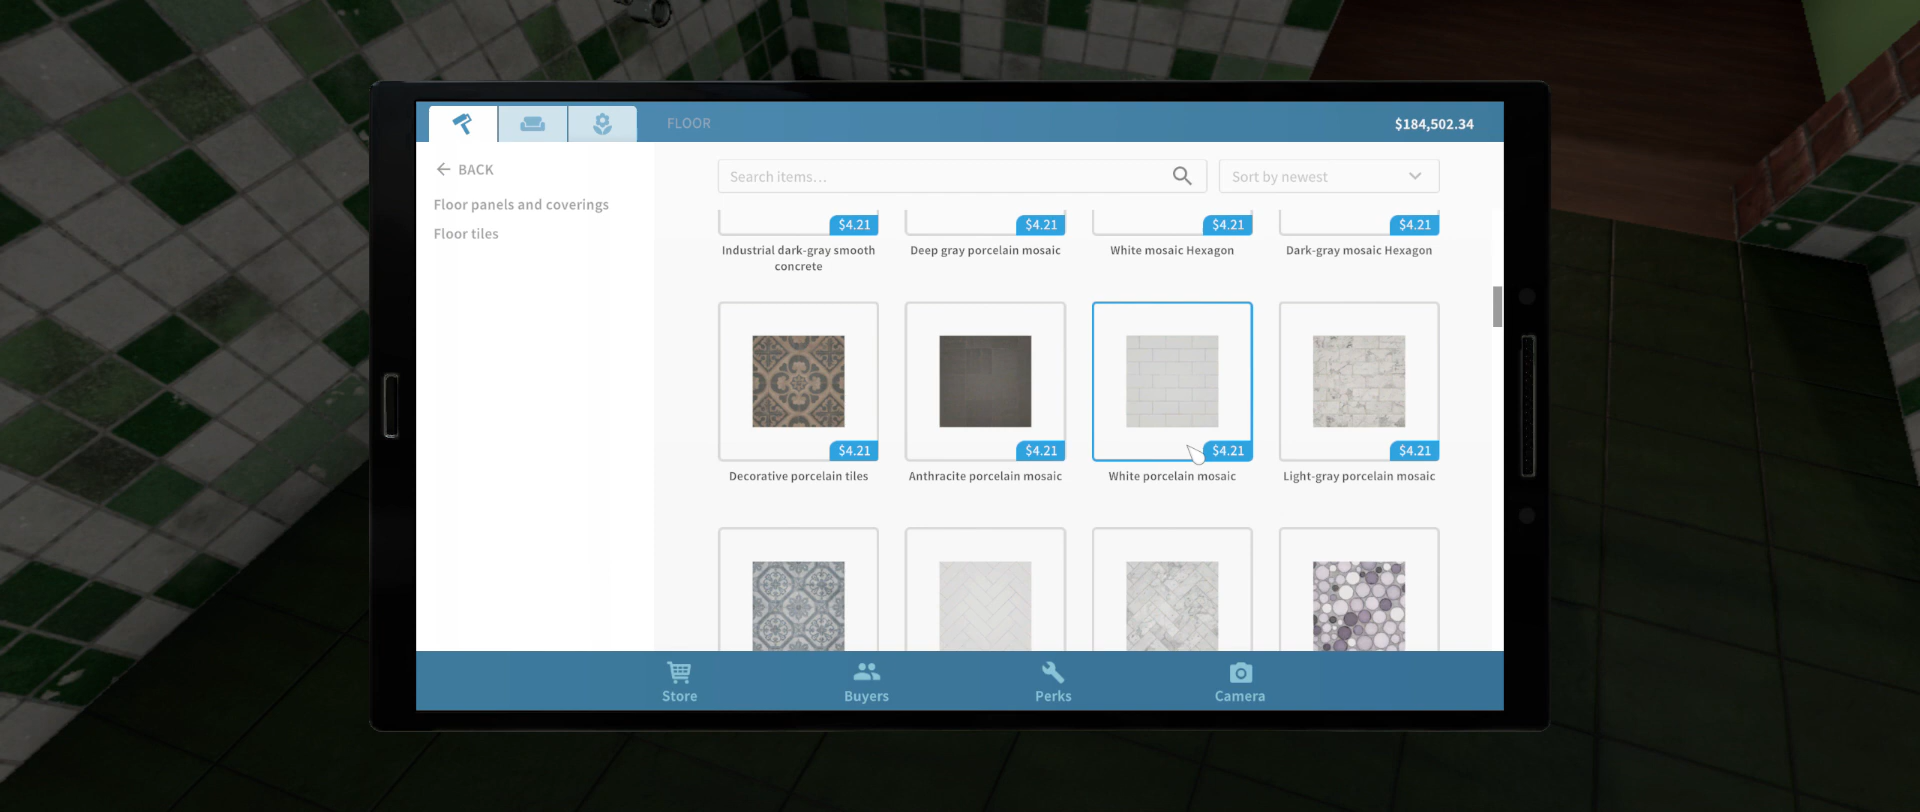 FLOOR
$184,502.34
BACK
Floor panels and coverings
Floor tiles
Search items...
Sort by newest
$4.21
$4.21
$4.21
$4.21
Industrial dark-gray smooth
concrete
Deep gray porcelain mosaic
White mosaic Hexagon
Dark-gray mosaic Hexagon
$4.21
$4.21
$4.21
$4.21
Decorative porcelain tiles
Anthracite porcelain mosaic
White porcelain mosaic
Light-gray porcelain mosaic
Store
Buyers
Perks
Camera